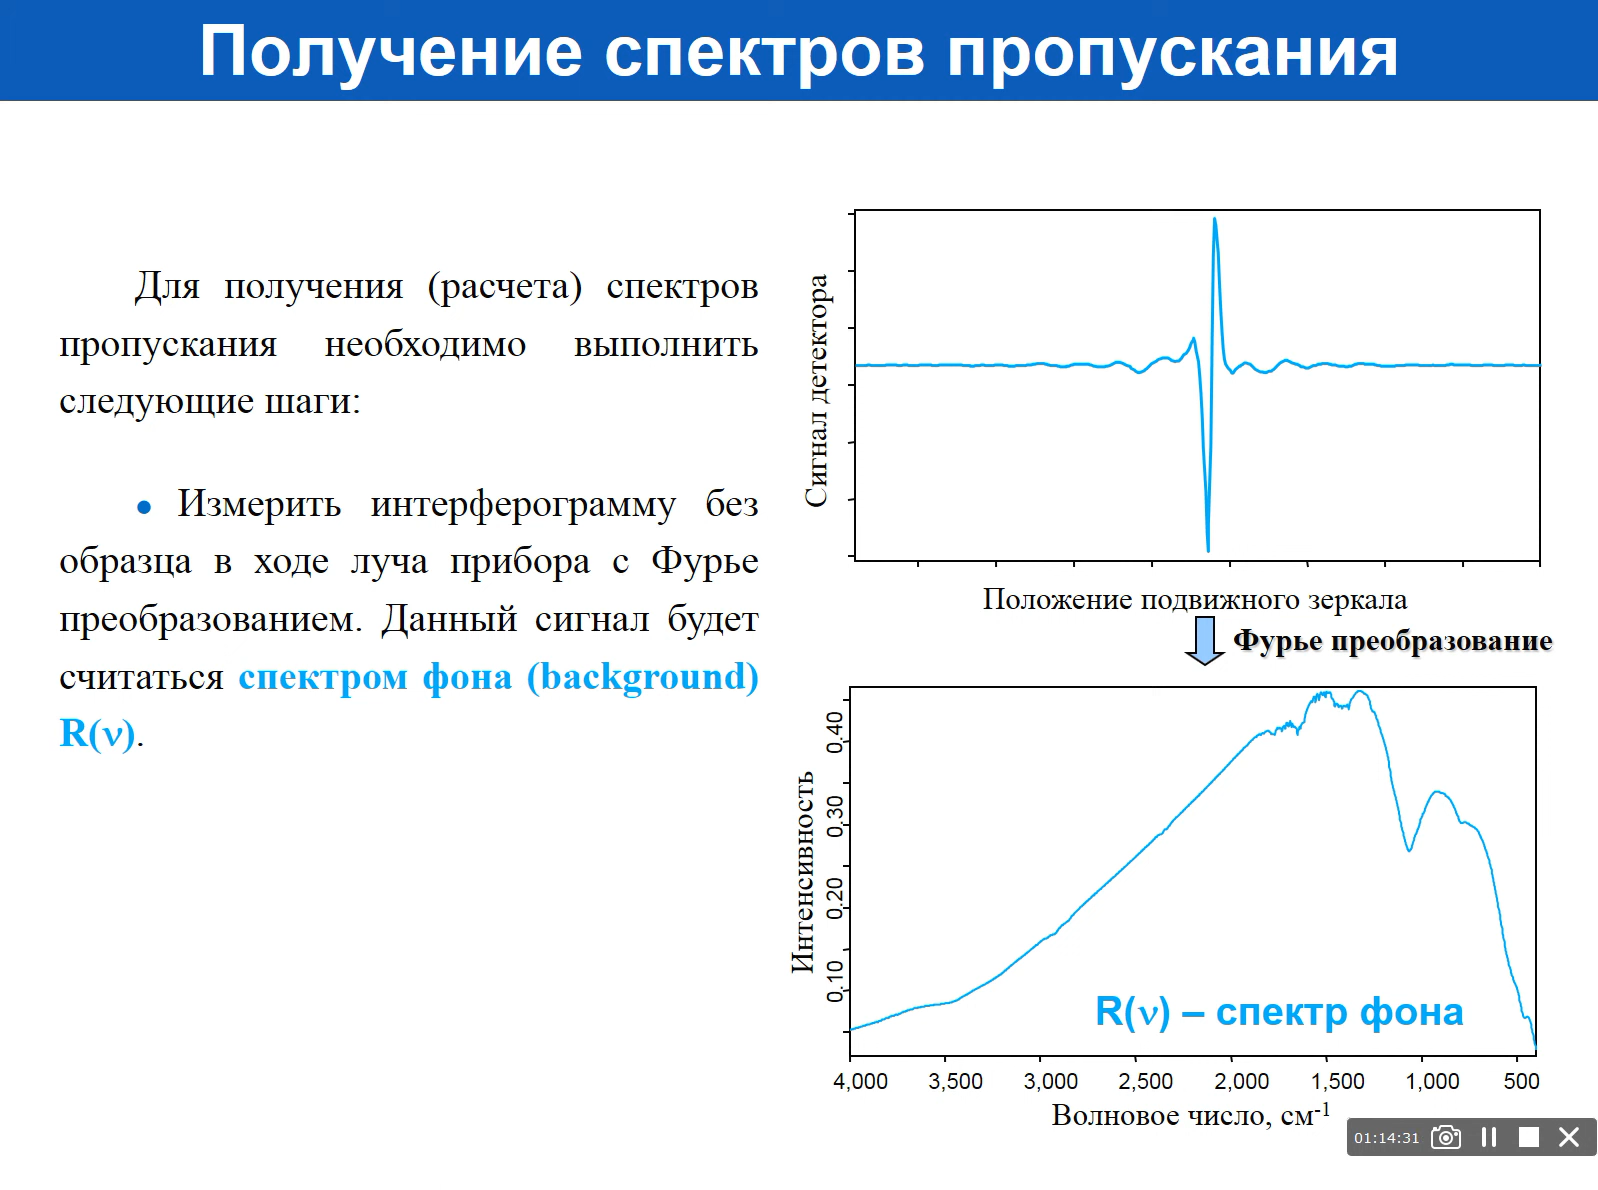 Получение спектров пропускания
Для получения (расчета) спектров
пропускания необходимо выполнить
следующие шаги:
• Измерить интерферограмму без
образца в ходе луча прибора с Фурье
преобразованием. Данный сигнал будет
считаться спектром фона (background)
R(ν).
Сигнал детектора
Положение подвижного зеркала
Фурье преобразование
Интенсивность
0.40
0.30
0.20
0.10
R(ν) – спектр фона
4,000 3,500 3,000 2,500 2,000 1,500 1,000 500
Волновое число, см-1
01:14:31